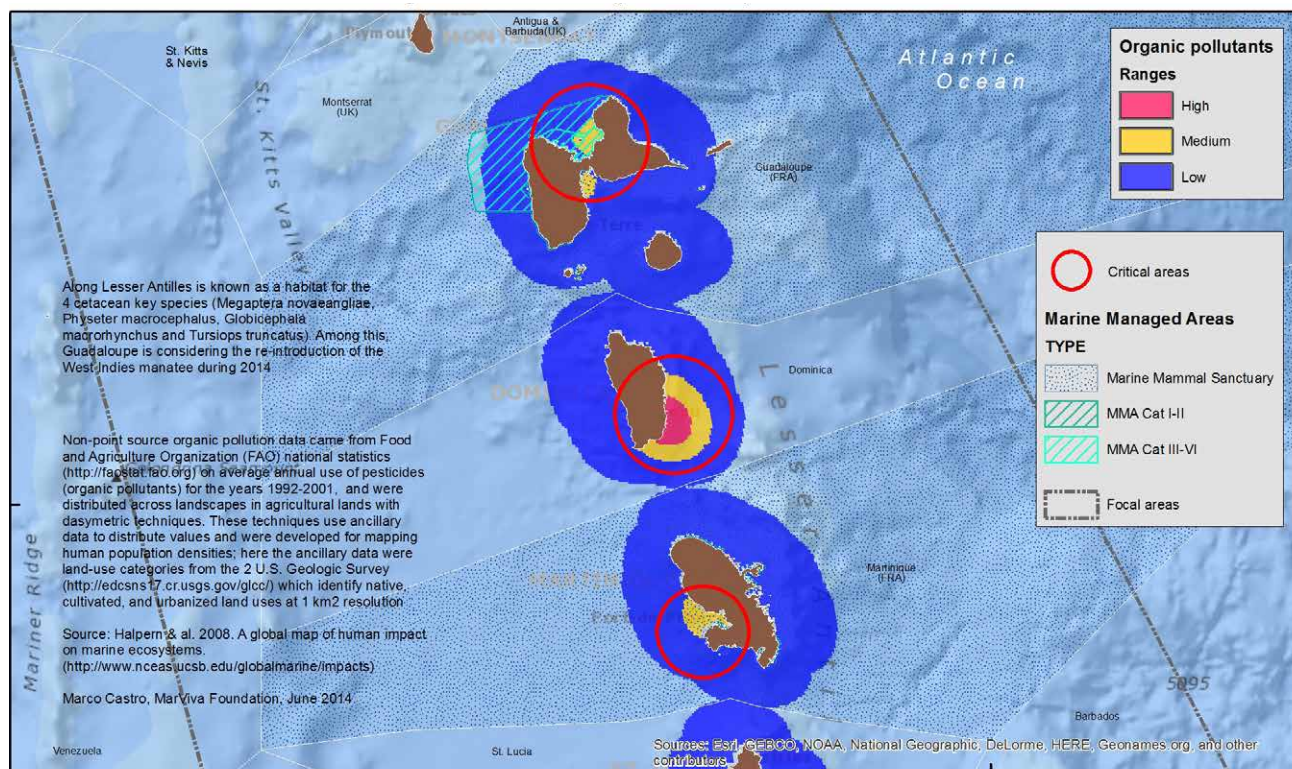 Plymouth
MONTSERRAT
Antigua &
Barbuda(UK)
St. Kitts
& Nevis
Montserrat
(UK)
St. Kitts Valley
Atlantic
Ocean
Guadaloupe
(FRA)
Terre
Organic pollutants
Ranges
High
Medium
Low
Critical areas
Marine Managed Areas
TYPE
Marine Mammal Sanctuary
MMA Cat I-II
MMA Cat III-VI
Focal areas
Along Lesser Antilles is known as a habitat for the
4 cetacean key species (Megaptera novaeangliae,
Physeter macrocephalus, Globicephala
macrorhynchus and Tursiops truncatus). Among this,
Guadaloupe is considering the re-introduction of the
West Indies manatee during 2014
Dominica
Lesser
Non-point source organic pollution data came from Food
and Agriculture Organization (FAO) national statistics
(http://faostat.fao.org) on average annual use of pesticides
(organic pollutants) for the years 1992-2001, and were
distributed across landscapes in agricultural lands with
dasymetric techniques. These techniques use ancillary
data to distribute values and were developed for mapping
human population densities; here the ancillary data were
land-use categories from the 2 U.S. Geologic Survey
(http://edcsns17.cr.usgs.gov/glcc/) which identify native,
cultivated, and urbanized land uses at 1 km2 resolution
Source: Halpern & al. 2008. A global map of human impact
on marine ecosystems.
(http://www.nceas.ucsb.edu/globalmarine/impacts)
Marco Castro, MarViva Foundation, June 2014
Mariner Ridge
Martinique
(FRA)
5095
Barbados
Venezuela
St. Lucia
Sources: Esri, GEBCO, NOAA, National Geographic, DeLorme, HERE, Geonames.org, and other
contributors